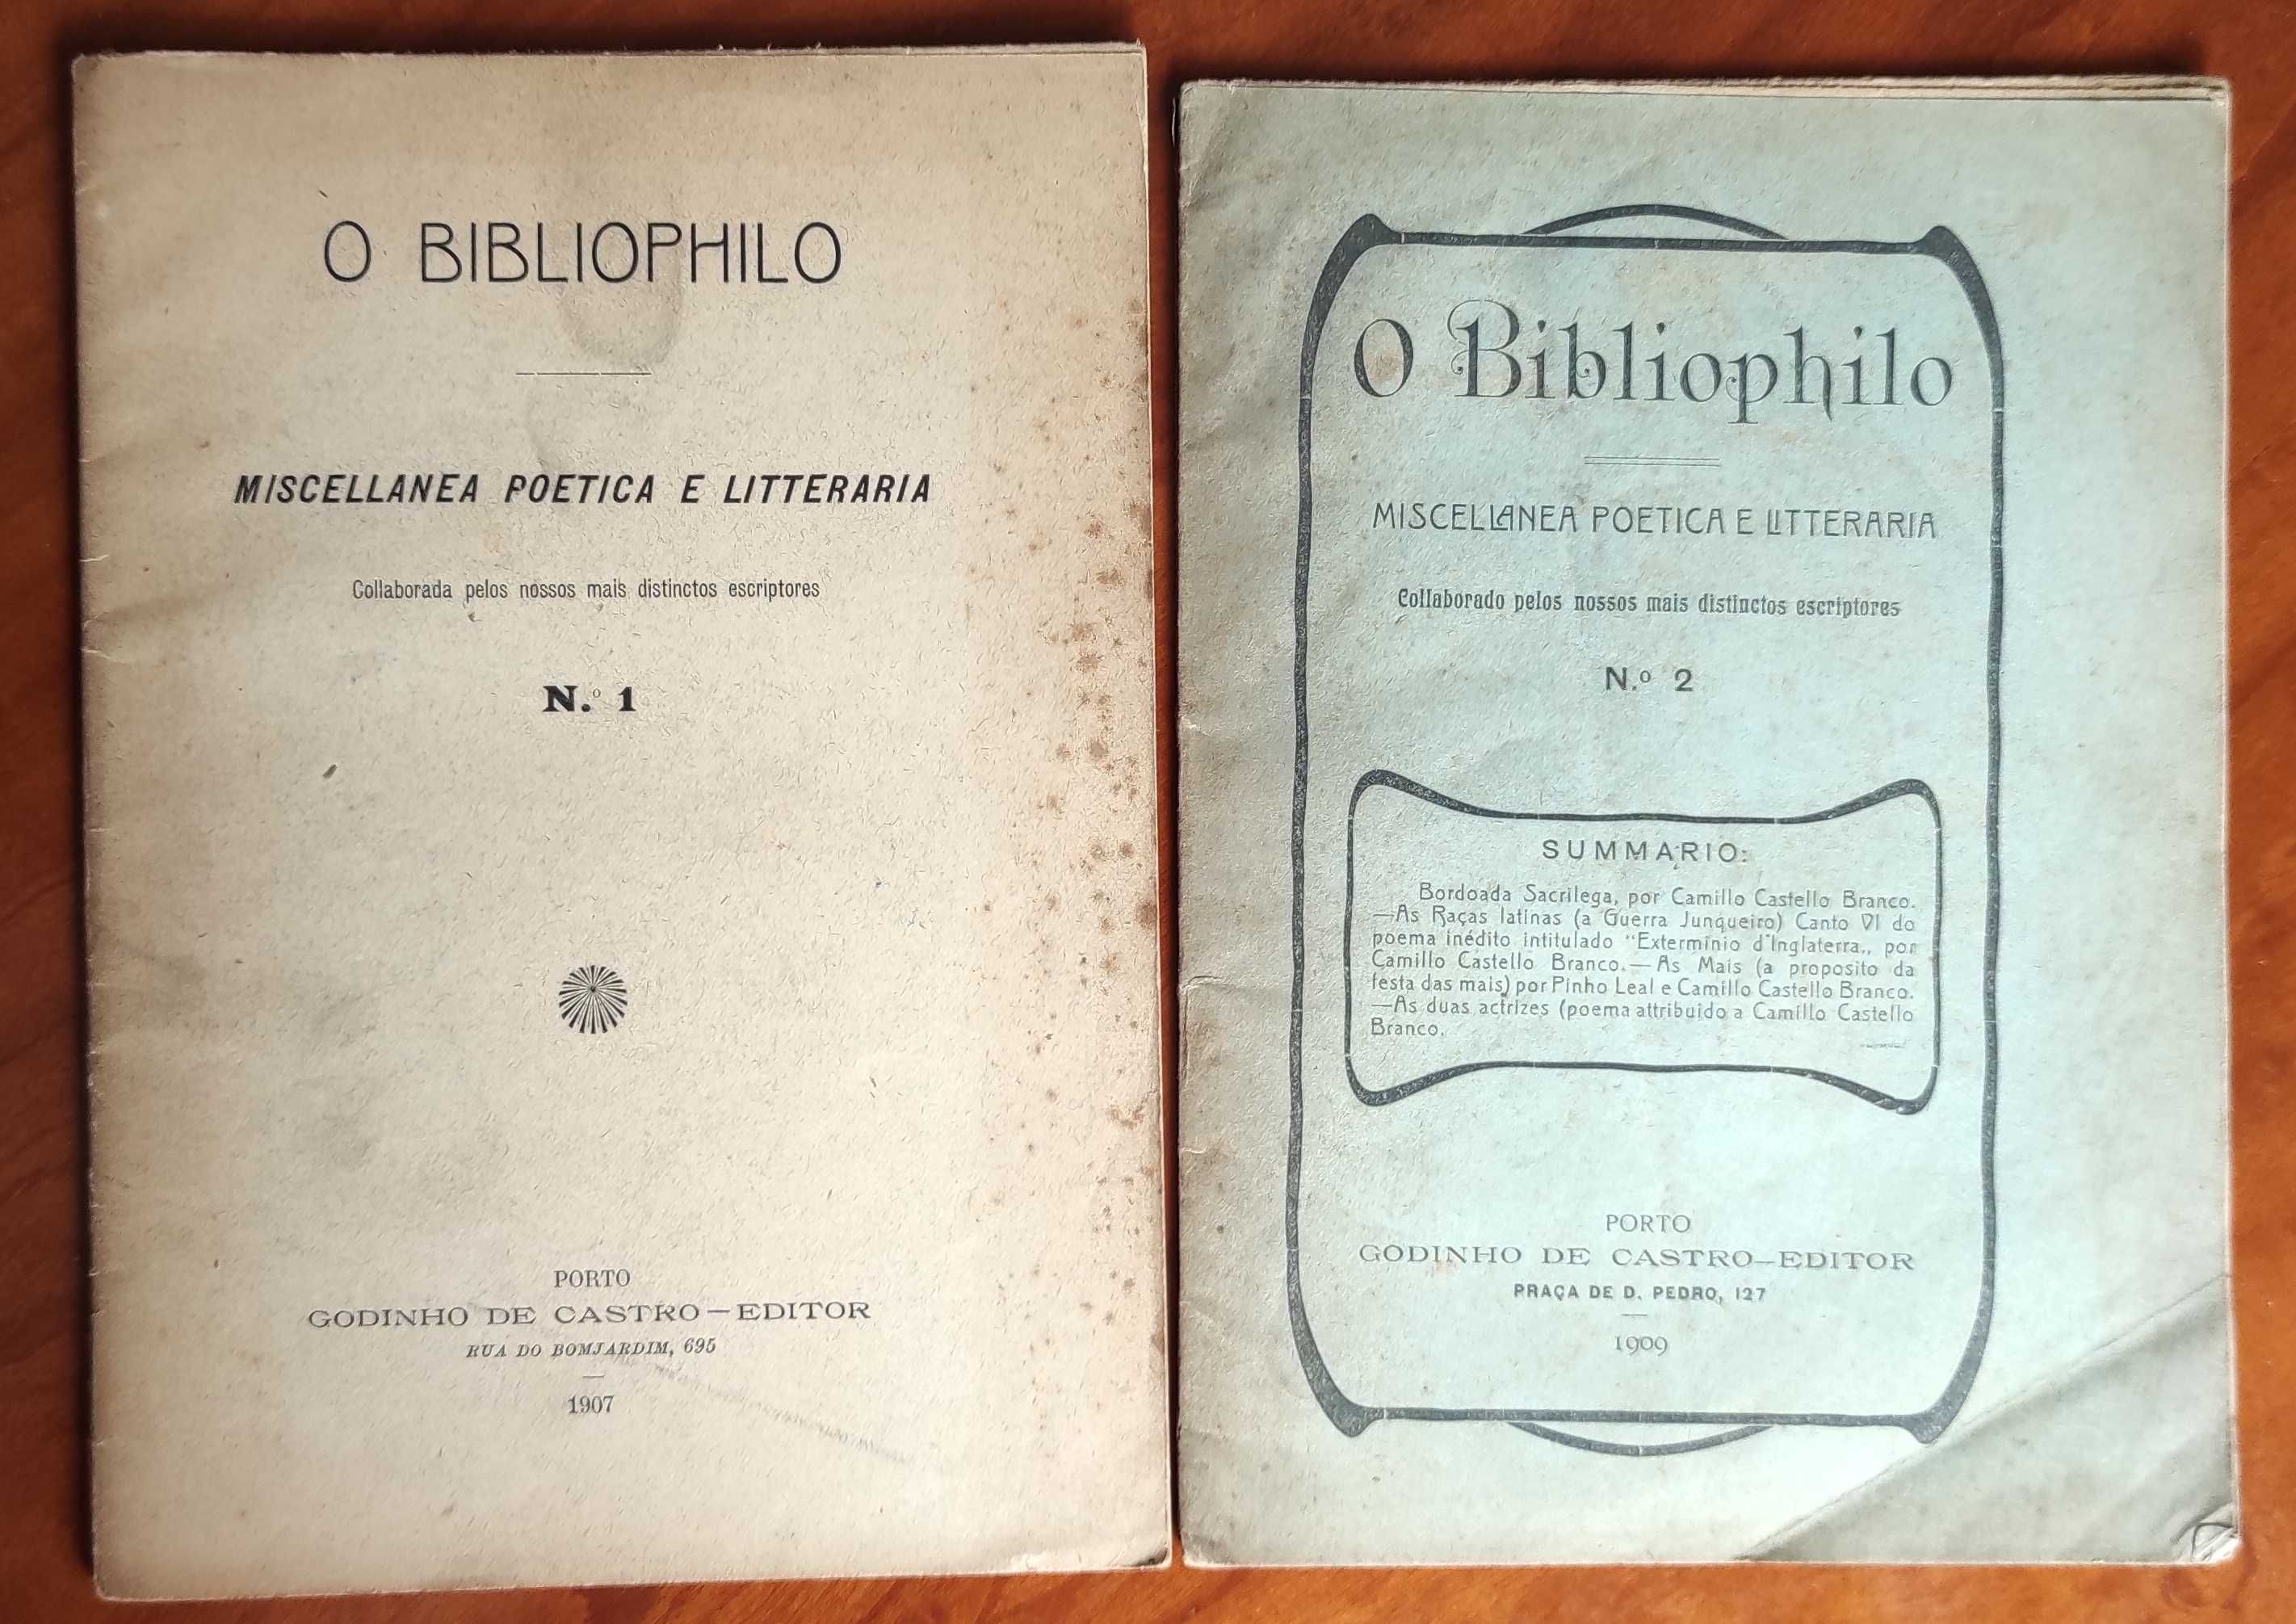 O BIBLIOPHILO
MISCELLANEA POETICA E LITTERARIA
Collaborada pelos nossos mais distinctos escriptores
N.º 1
PORTO
GODINHO DE CASTRO—EDITOR
RUA DO BOMJARDIM, 695
1907
O Bibliophilo
MISCELLANEA POETICA E LITTERARIA
Collaborado pelos nossos mais distinctos escriptores
N.º 2
SUMMARIO:
Bordoada Sacrilega, por Camillo Castello Branco.
—As Raças latinas (a Guerra Junqueiro) Canto VI do
poema inédito intitulado "Exterminio d'Inglaterra,, por
Camillo Castello Branco.—As Mais (a proposito da
festa das mais) por Pinho Leal e Camillo Castello Branco.
—As duas actrizes (poema attribuido a Camillo Castello
Branco.
PORTO
GODINHO DE CASTRO—EDITOR
PRAÇA DE D. PEDRO, 127
1909